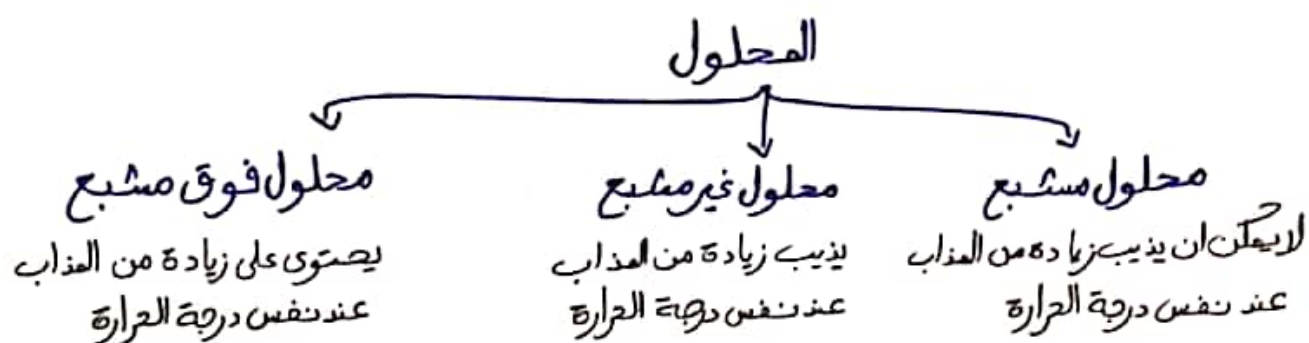 المحلول
محلول مشبع
لا يمكن ان يذيب زيادة من المذاب
عند نفس درجة الحرارة
محلول غير مشبع
يذيب زيادة من المذاب
عند نفس درجة الحرارة
محلول فوق مشبع
يحتوى على زيادة من المذاب
عند نفس درجة الحرارة